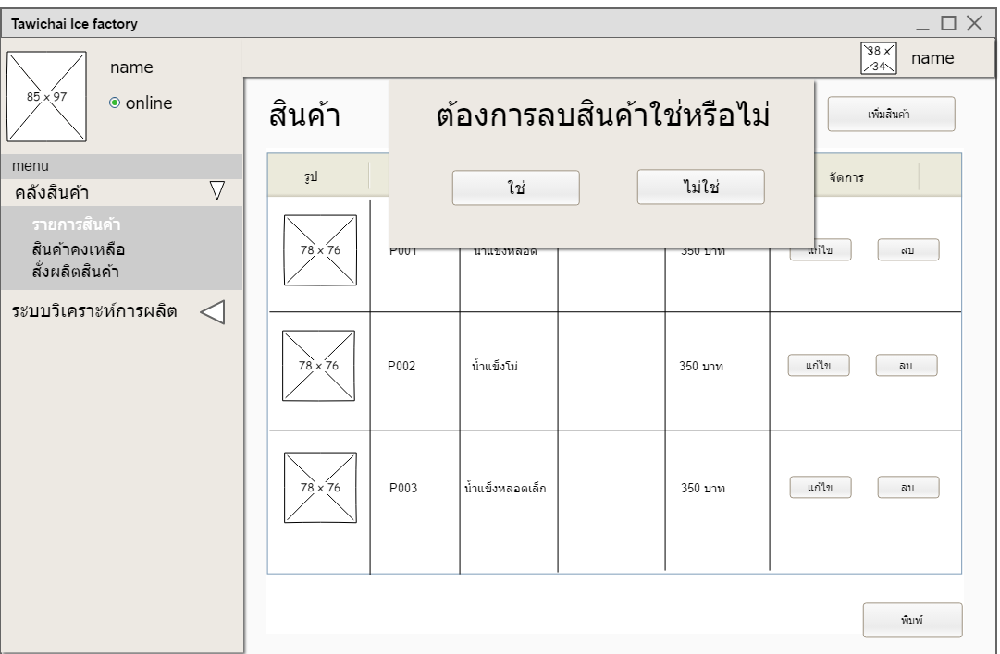 Tawichai Ice factory
name
85 x 97
online
38 x 34
name
menu
คลังสินค้า
รายการสินค้า
สินค้าคงเหลือ
สั่งผลิตสินค้า
ระบบวิเคราะห์การผลิต
สินค้า
ต้องการลบสินค้าใช่หรือไม่
ใช่
ไม่ใช่
เพิ่มสินค้า
รูป
จัดการ
78 x 76
P001
น้ำแข็งหลอด
350 บาท
แก้ไข
ลบ
78 x 76
P002
น้ำแข็งโม่
350 บาท
แก้ไข
ลบ
78 x 76
P003
น้ำแข็งหลอดเล็ก
350 บาท
แก้ไข
ลบ
พิมพ์